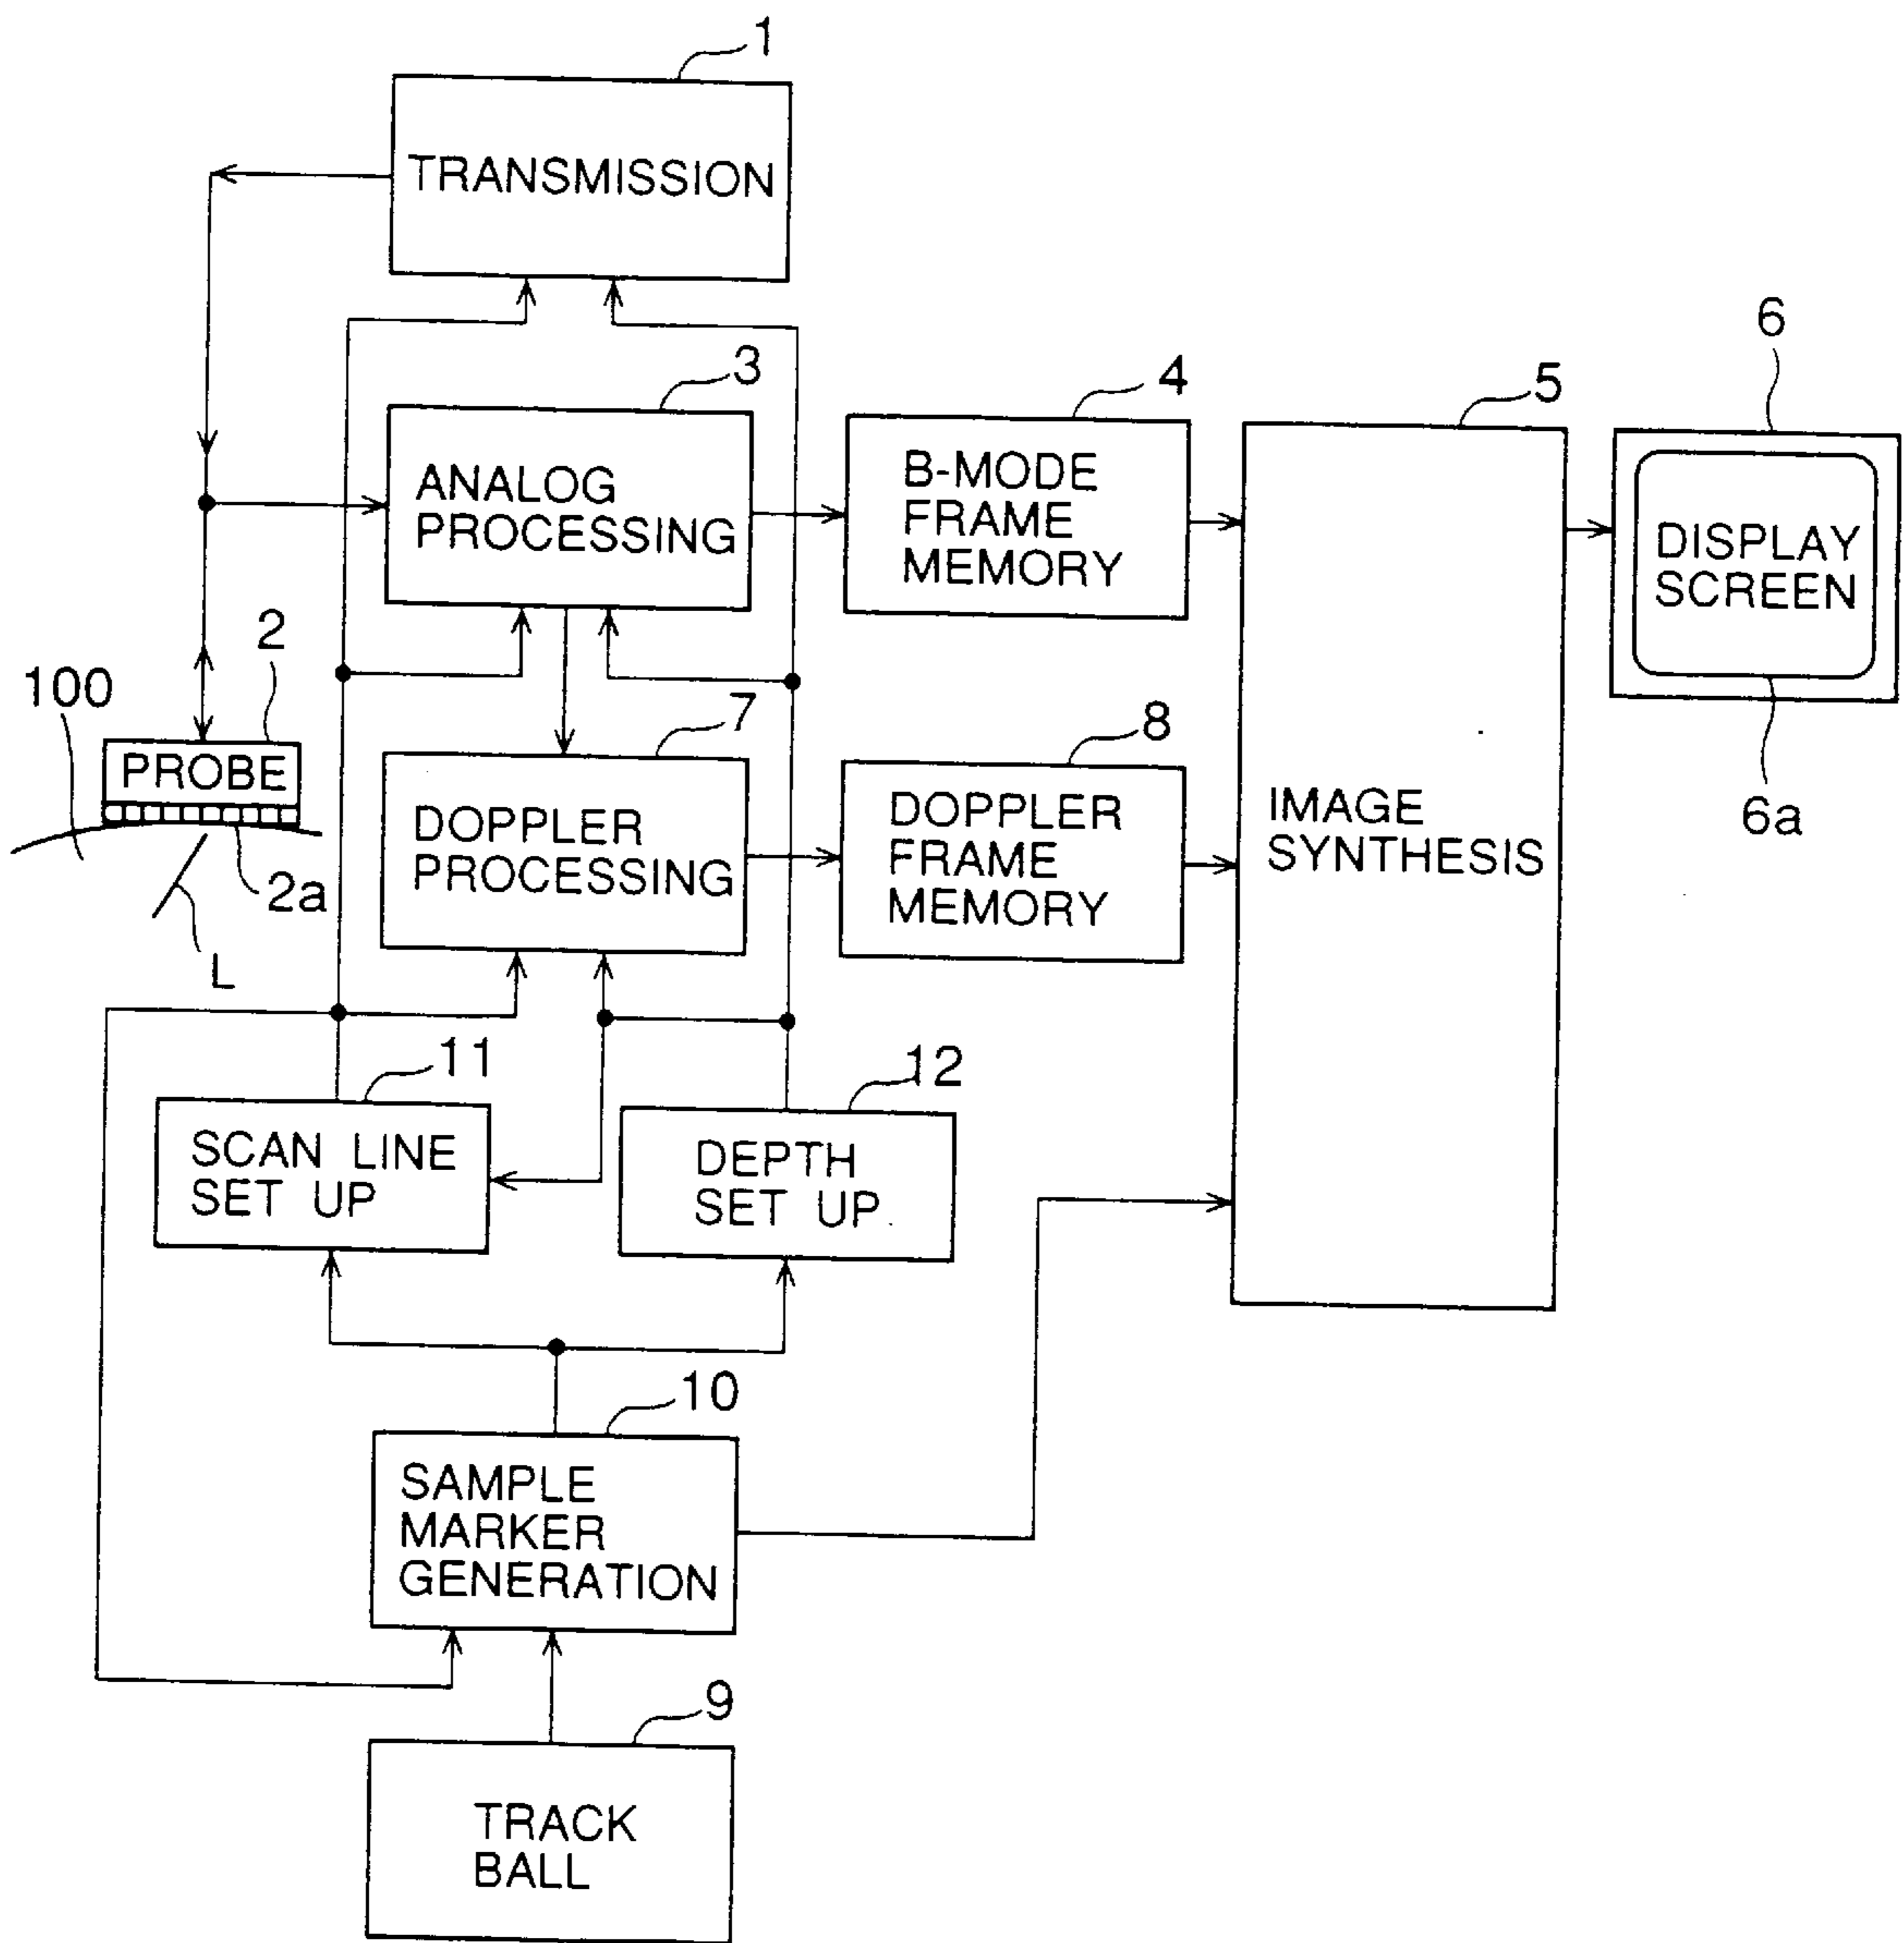 1
TRANSMISSION
3
ANALOG
PROCESSING
4
B-MODE
FRAME
MEMORY
5
IMAGE
SYNTHESIS
6
DISPLAY
SCREEN
6a
2
100
PROBE
2a
L
7
DOPPLER
PROCESSING
8
DOPPLER
FRAME
MEMORY
11
SCAN LINE
SET UP
12
DEPTH
SET UP
10
SAMPLE
MARKER
GENERATION
9
TRACK
BALL